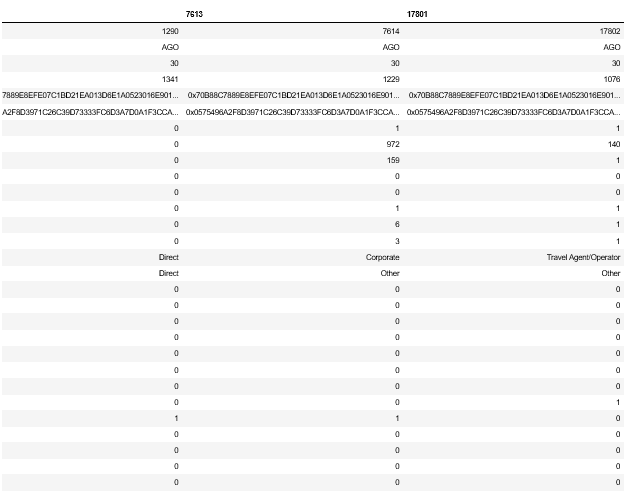 7613 17801
1290 7614 17802
AGO AGO AGO
30 30 30
1341 1229 1076
7889E8EFE07C1BD21EA013D6E1A0523016E901... 0x70B88C7889E8EFE07C1BD21EA013D6E1A0523016E901... 0x70B88C7889E8EFE07C1BD21EA013D6E1A0523016E901...
A2F8D3971C26C39D73333FC6D3A7D0A1F3CCA... 0x0575496A2F8D3971C26C39D73333FC6D3A7D0A1F3CCA... 0x0575496A2F8D3971C26C39D73333FC6D3A7D0A1F3CCA...
0 1 1
0 972 140
0 159 1
0 0 0
0 0 0
0 1 1
0 6 1
0 3 1
Direct Corporate Travel Agent/Operator
Direct Other Other
0 0 0
0 0 0
0 0 0
0 0 0
0 0 0
0 0 0
0 0 0
0 0 1
1 1 0
0 0 0
0 0 0
0 0 0
0 0 0